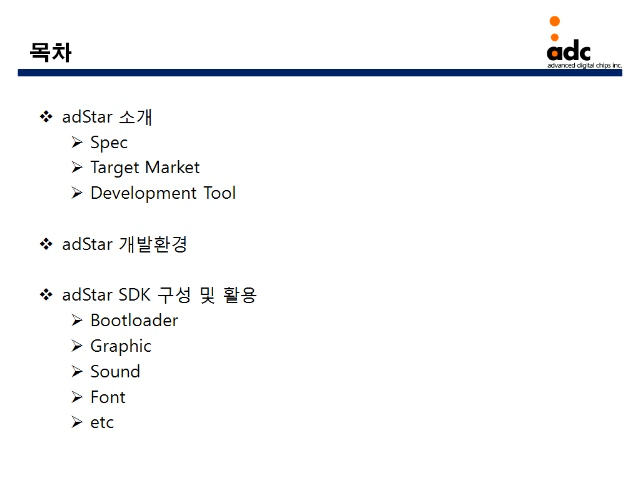 목차
adc
advanced digital chips inc.
❖ adStar 소개
➢ Spec
➢ Target Market
➢ Development Tool
❖ adStar 개발환경
❖ adStar SDK 구성 및 활용
➢ Bootloader
➢ Graphic
➢ Sound
➢ Font
➢ etc